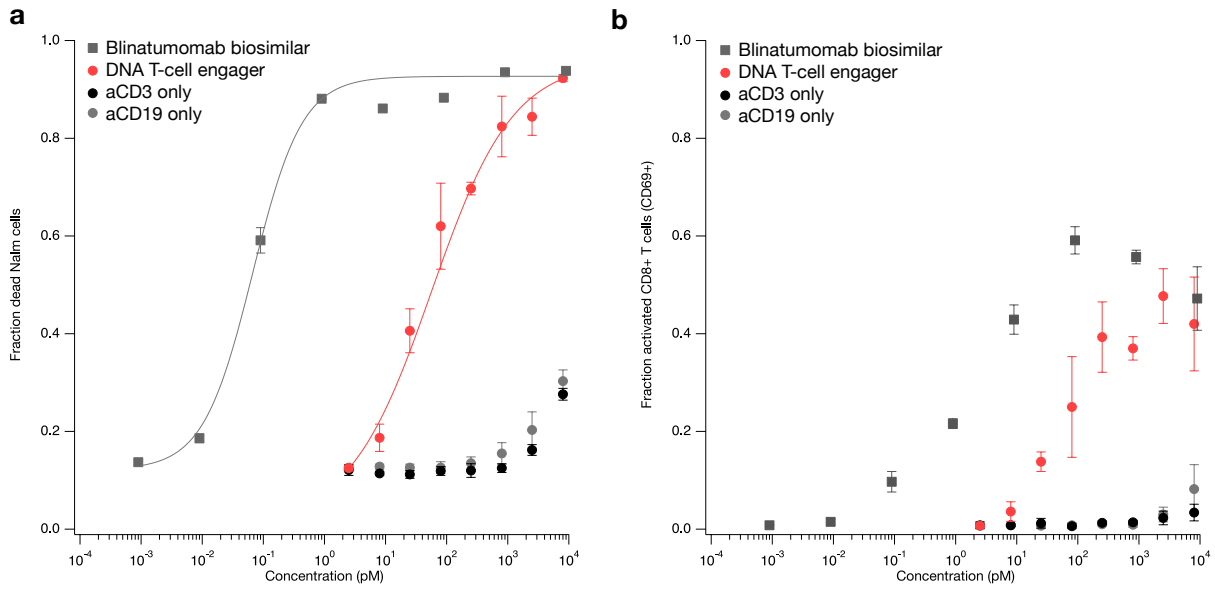 a
1.0
0.8
0.6
0.4
0.2
0.0
Fraction dead Nalm cells
Blinatumomab biosimilar
DNA T-cell engager
aCD3 only
aCD19 only
10⁻⁴ 10⁻³ 10⁻² 10⁻¹ 10⁰ 10¹ 10² 10³ 10⁴
Concentration (pM)
b
1.0
0.8
0.6
0.4
0.2
0.0
Fraction activated CD8+ T cells (CD69+)
Blinatumomab biosimilar
DNA T-cell engager
aCD3 only
aCD19 only
10⁻⁴ 10⁻³ 10⁻² 10⁻¹ 10⁰ 10¹ 10² 10³ 10⁴
Concentration (pM)